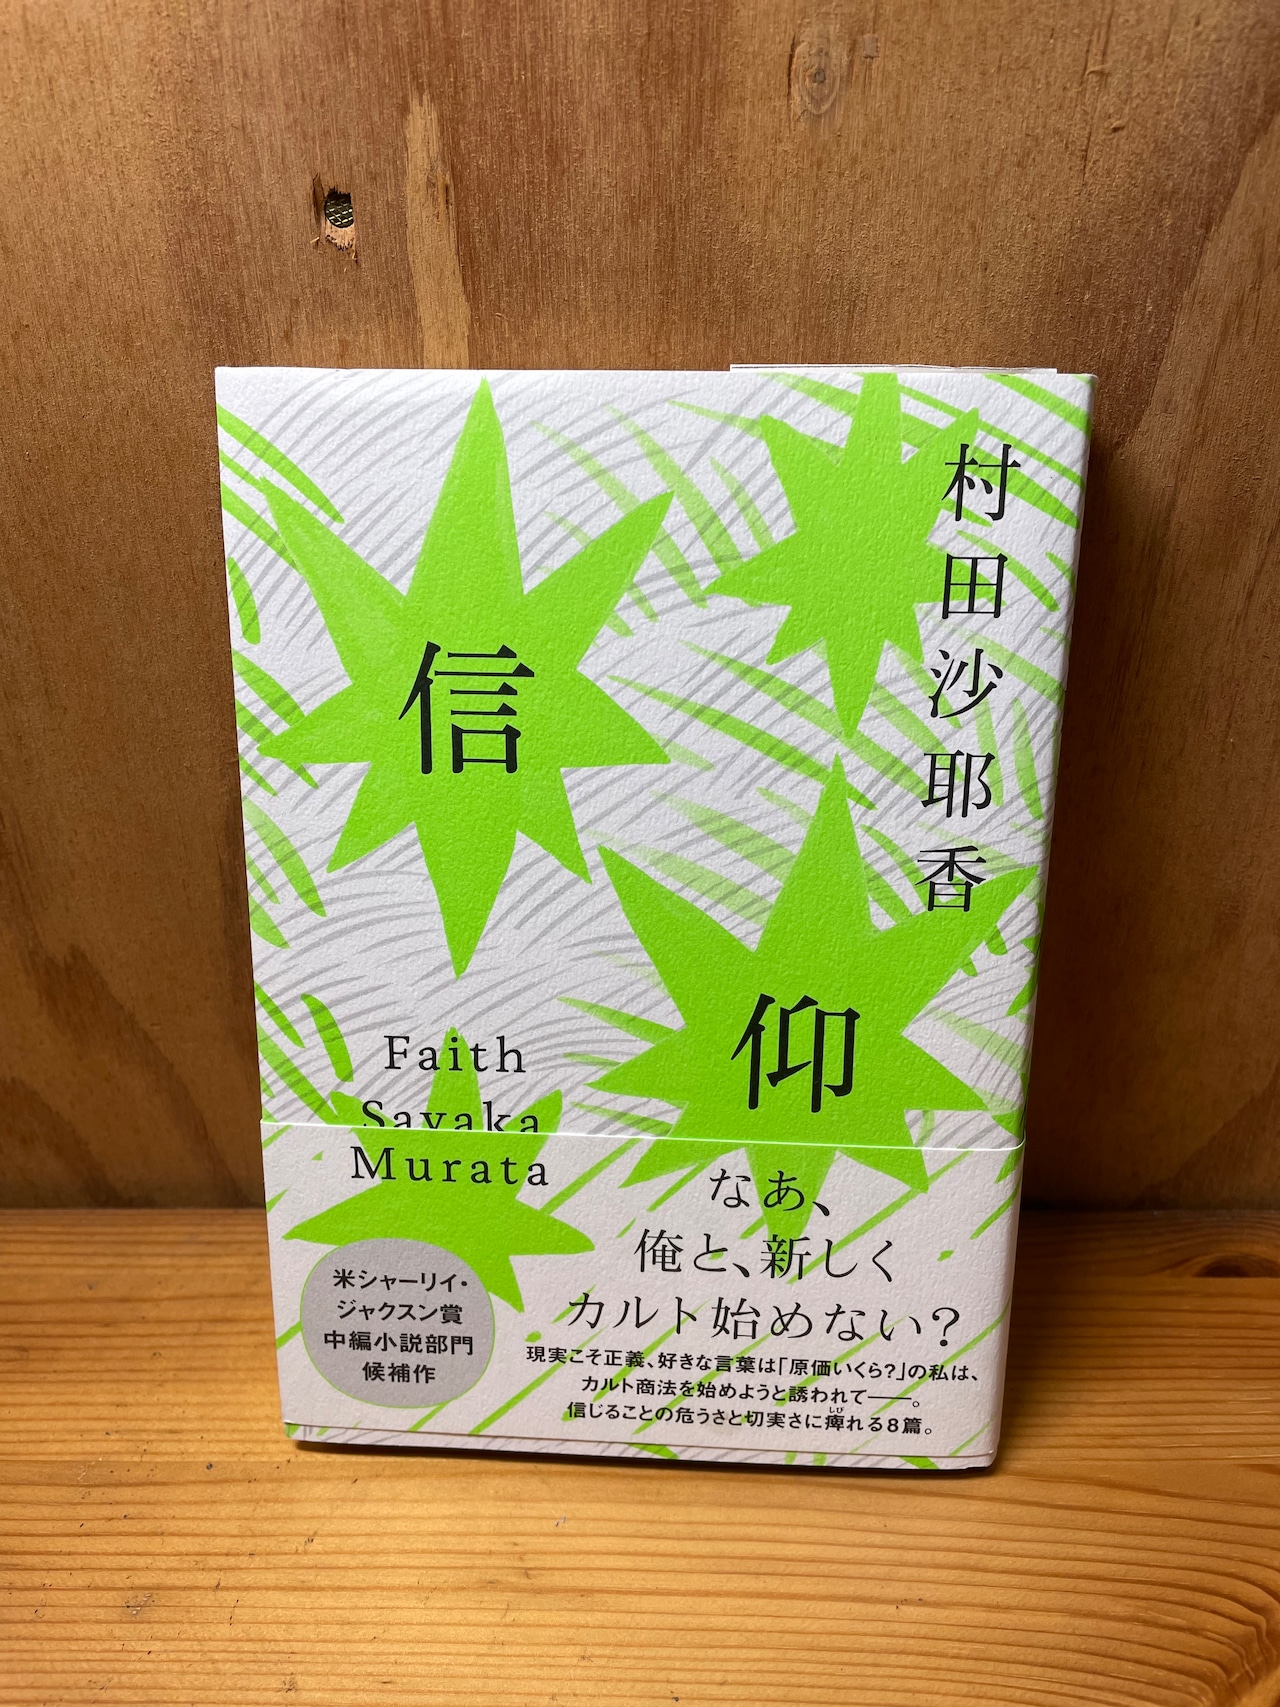 村田沙耶香
信仰
Faith
Sayaka
Murata
なあ、
俺と、新しく
カルト始めない?
現実こそ正義、好きな言葉は「原価いくら?」の私は、
カルト商法を始めようと誘われて——。
信じることの危うさと切実さに痺れる8篇。
しび
米シャーリイ・
ジャクスン賞
中編小説部門
候補作